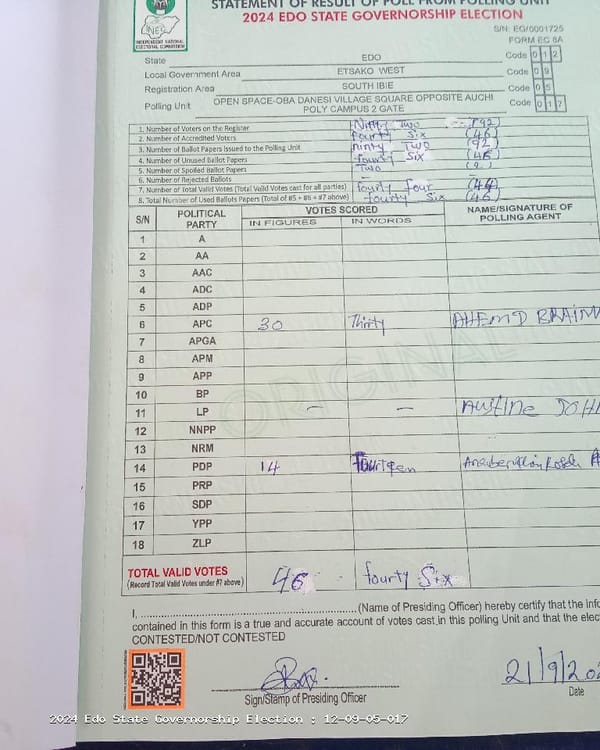 STATEMENT OF RESULT OF POLL FROM POLLING UNIT
2024 EDO STATE GOVERNORSHIP ELECTION
INEC
INDEPENDENT NATIONAL ELECTORAL COMMISSION
S/N: EG/0001725
FORM EC 8A
State EDO Code 0 1 2
Local Government Area ETSAKO WEST Code 0 9
Registration Area SOUTH IBIE Code 0 5
Polling Unit OPEN SPACE-OBA DANESI VILLAGE SQUARE OPPOSITE AUCHI POLY CAMPUS 2 GATE Code 0 1 7
1. Number of Voters on the Register Ninty Two
2. Number of Accredited Voters fourty Six (46)
3. Number of Ballot Papers Issued to the Polling Unit ninty Two (92)
4. Number of Unused Ballot Papers fourty Six (46)
5. Number of Spoiled Ballot Papers Two (2)
6. Number of Rejected Ballots –
7. Number of Total Valid Votes (Total Valid Votes cast for all parties) fourty four (44)
8. Total Number of Used Ballots Papers (Total of #5 + #6 + #7 above) fourty Six (46)
S/N POLITICAL PARTY VOTES SCORED NAME/SIGNATURE OF POLLING AGENT
IN FIGURES IN WORDS
1 A
2 AA
3 AAC
4 ADC
5 ADP
6 APC 30 Thirty AHEMD BRAIM
7 APGA
8 APM
9 APP
10 BP
11 LP – – AUSTINE JOH
12 NNPP
13 NRM
14 PDP 14 Fourteen
15 PRP
16 SDP
17 YPP
18 ZLP
ORIGINAL
TOTAL VALID VOTES 46 fourty Six
(Record Total Valid Votes under #7 above)
I, ..................(Name of Presiding Officer) hereby certify that the info
contained in this form is a true and accurate account of votes cast in this polling Unit and that the elec
CONTESTED/NOT CONTESTED
21/9/202
Sign/Stamp of Presiding Officer Date
2024 Edo State Governorship Election : 12-09-05-017